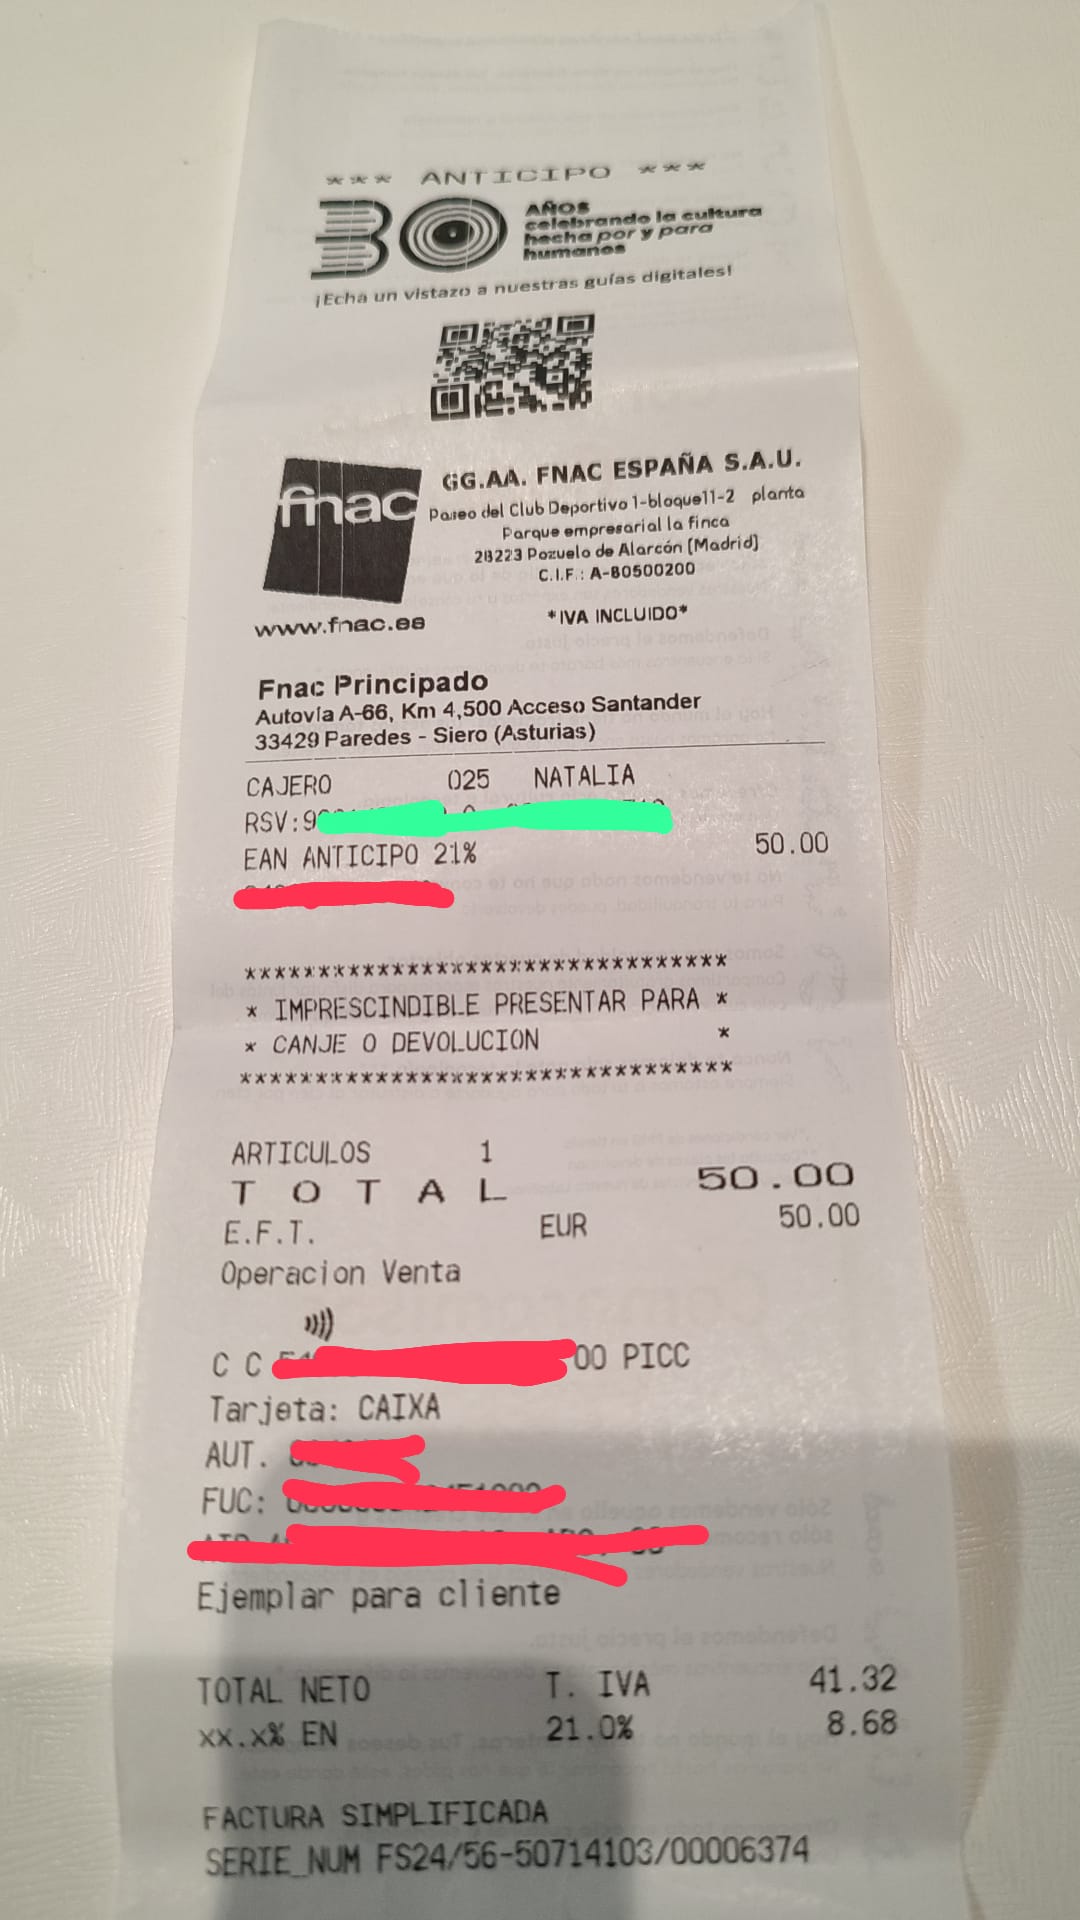 *** ANTICIPO ***
30 AÑOS
celebrando la cultura
hecha por y para
humanos
¡Echa un vistazo a nuestras guías digitales!
fnac
GG.AA. FNAC ESPAÑA S.A.U.
Paseo del Club Deportivo 1-bloque11-2 planta
Parque empresarial la finca
28223 Pozuelo de Alarcón (Madrid)
C.I.F.: A-80500200
www.fnac.es
*IVA INCLUIDO*
Fnac Principado
Autovía A-66, Km 4,500 Acceso Santander
33429 Paredes - Siero (Asturias)
CAJERO 025 NATALIA
RSV:9
EAN ANTICIPO 21% 50.00
*********************************
* IMPRESCINDIBLE PRESENTAR PARA *
* CANJE O DEVOLUCION *
*********************************
ARTICULOS 1
T O T A L 50.00
E.F.T. EUR 50.00
Operacion Venta
C C 00 PICC
Tarjeta: CAIXA
AUT.
FUC:
Ejemplar para cliente
TOTAL NETO T. IVA 41.32
xx.x% EN 21.0% 8.68
FACTURA SIMPLIFICADA
SERIE_NUM FS24/56-50714103/00006374